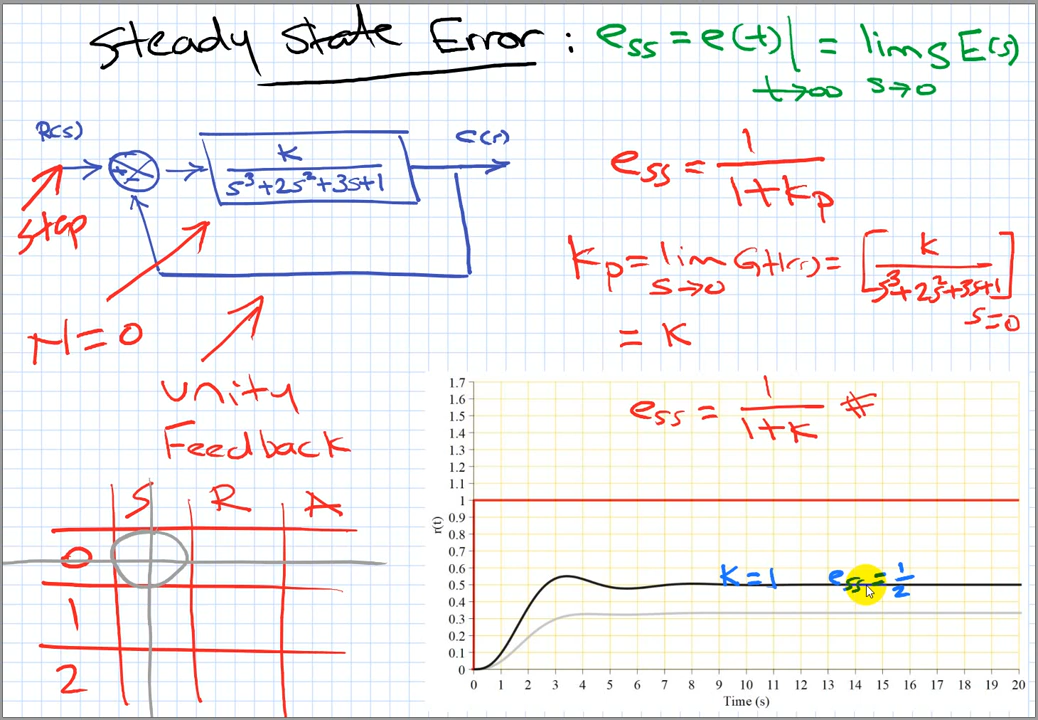 Steady State Error : ess = e(t)| t→∞ = lim s→0 S E(s)
R(s)
C(s)
K
s³+2s²+3s+1
Step
N=0
unity
Feedback
ess = 1/(1+Kp)
Kp = lim s→0 GH(s) = [K/(s³+2s²+3s+1)] s=0
= K
ess = 1/(1+K) #
S R A
0
1
2
1.7
1.6
1.5
1.4
1.3
1.2
1.1
1
0.9
0.8
0.7
0.6
0.5
0.4
0.3
0.2
0.1
0
r(t)
K=1 ess = 1/2
0 1 2 3 4 5 6 7 8 9 10 11 12 13 14 15 16 17 18 19 20
Time (s)